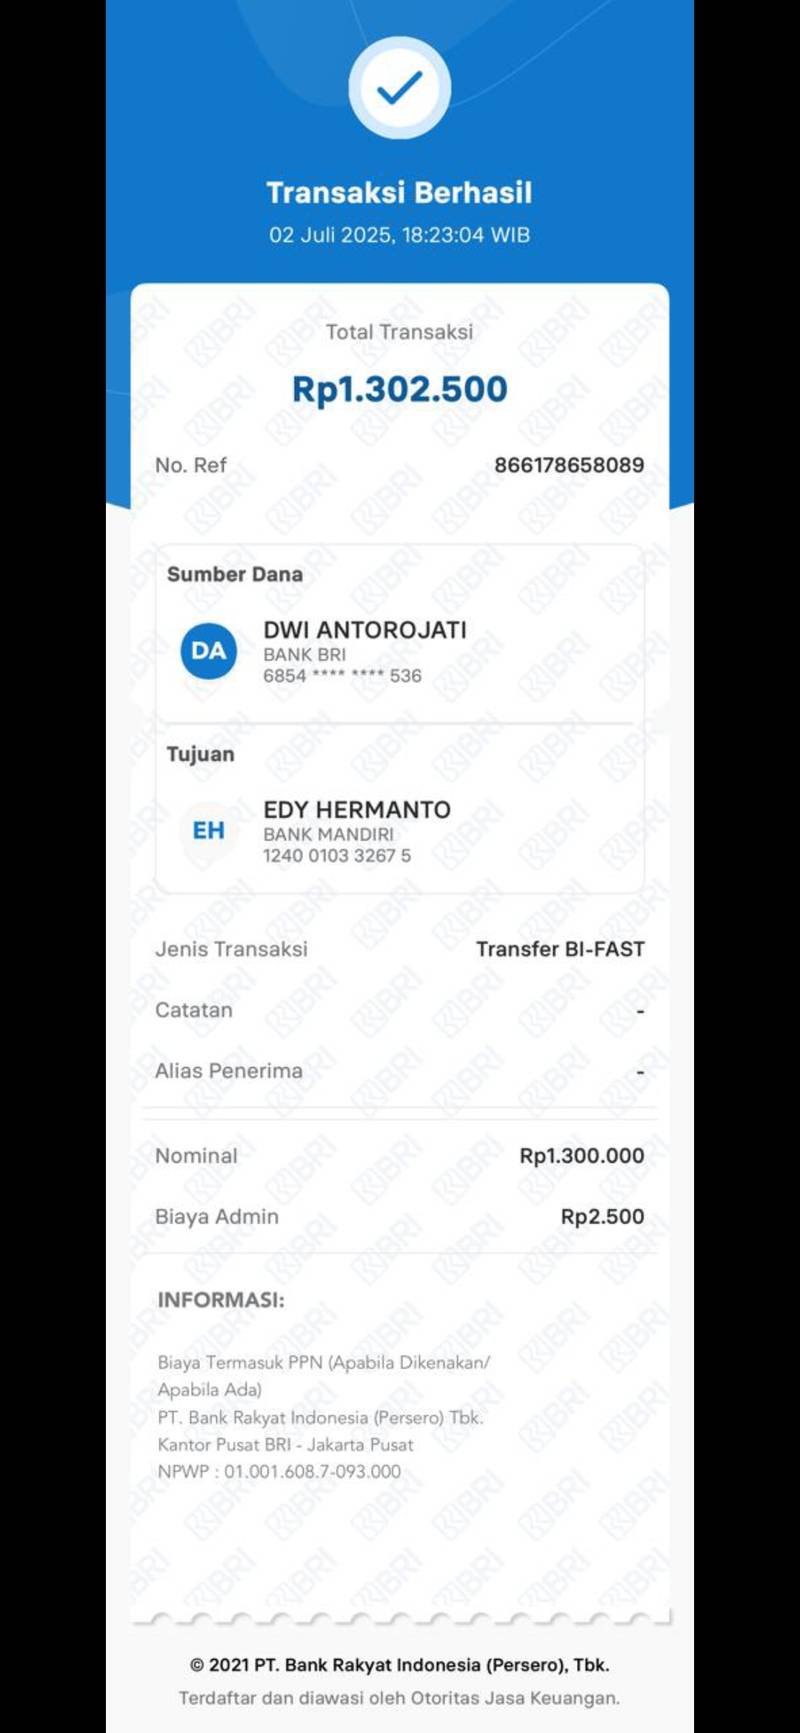 Transaksi Berhasil
02 Juli 2025, 18:23:04 WIB
Total Transaksi
Rp1.302.500
No. Ref 866178658089
Sumber Dana
DA
DWI ANTOROJATI
BANK BRI
6854 **** **** 536
Tujuan
EH
EDY HERMANTO
BANK MANDIRI
1240 0103 3267 5
Jenis Transaksi Transfer BI-FAST
Catatan -
Alias Penerima -
Nominal Rp1.300.000
Biaya Admin Rp2.500
INFORMASI:
Biaya Termasuk PPN (Apabila Dikenakan/
Apabila Ada)
PT. Bank Rakyat Indonesia (Persero) Tbk.
Kantor Pusat BRI - Jakarta Pusat
NPWP : 01.001.608.7-093.000
© 2021 PT. Bank Rakyat Indonesia (Persero), Tbk.
Terdaftar dan diawasi oleh Otoritas Jasa Keuangan.